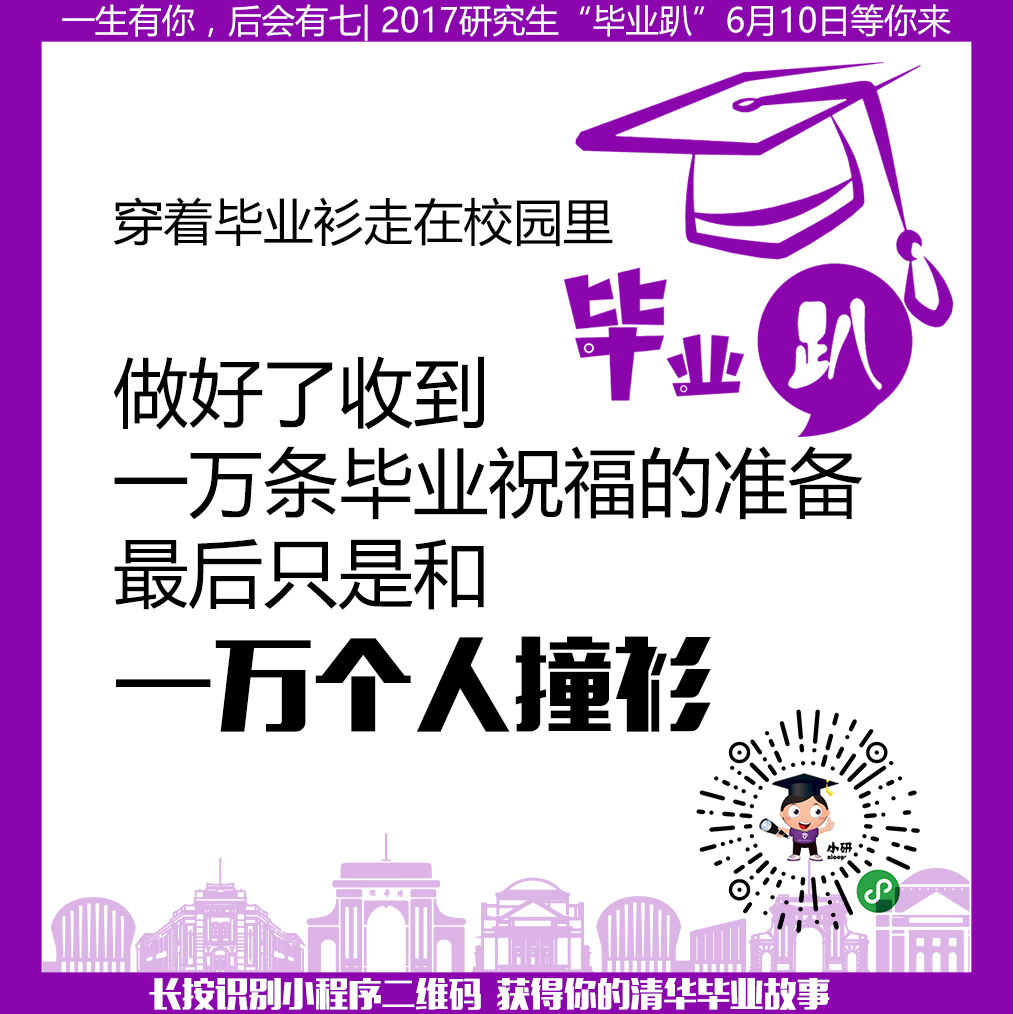 一生有你，后会有七| 2017研究生“毕业趴”6月10日等你来
穿着毕业衫走在校园里
毕业趴
做好了收到
一万条毕业祝福的准备
最后只是和
一万个人撞衫
小研
长按识别小程序二维码 获得你的清华毕业故事